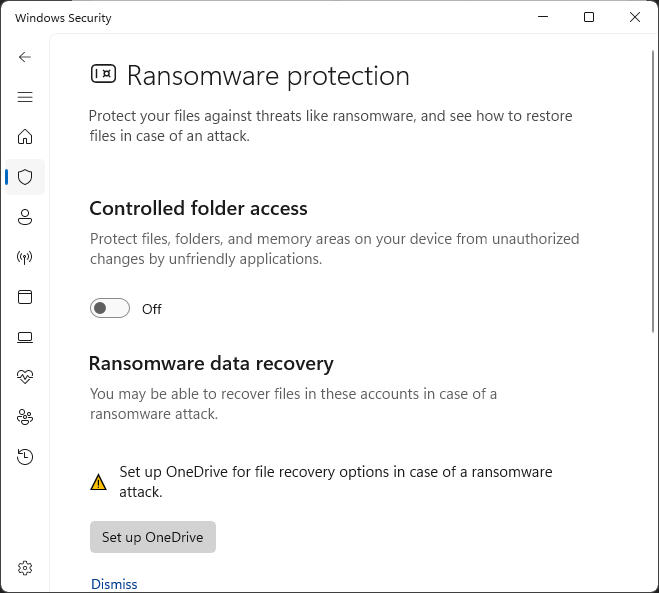 Windows Security
Ransomware protection
Protect your files against threats like ransomware, and see how to restore
files in case of an attack.
Controlled folder access
Protect files, folders, and memory areas on your device from unauthorized
changes by unfriendly applications.
Off
Ransomware data recovery
You may be able to recover files in these accounts in case of a
ransomware attack.
Set up OneDrive for file recovery options in case of a ransomware
attack.
Set up OneDrive
Dismiss